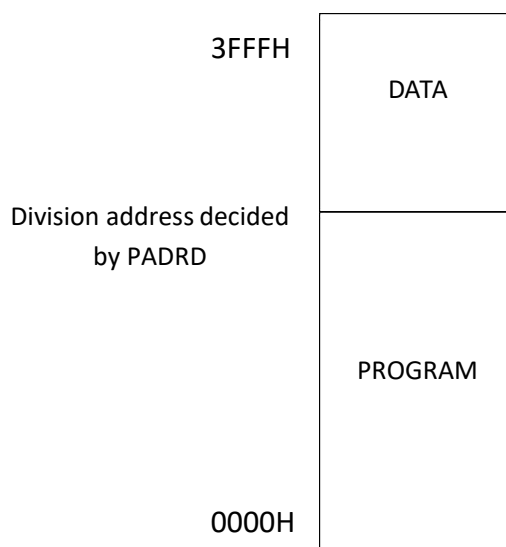 3FFFH
DATA
Division address decided
by PADRD
PROGRAM
0000H